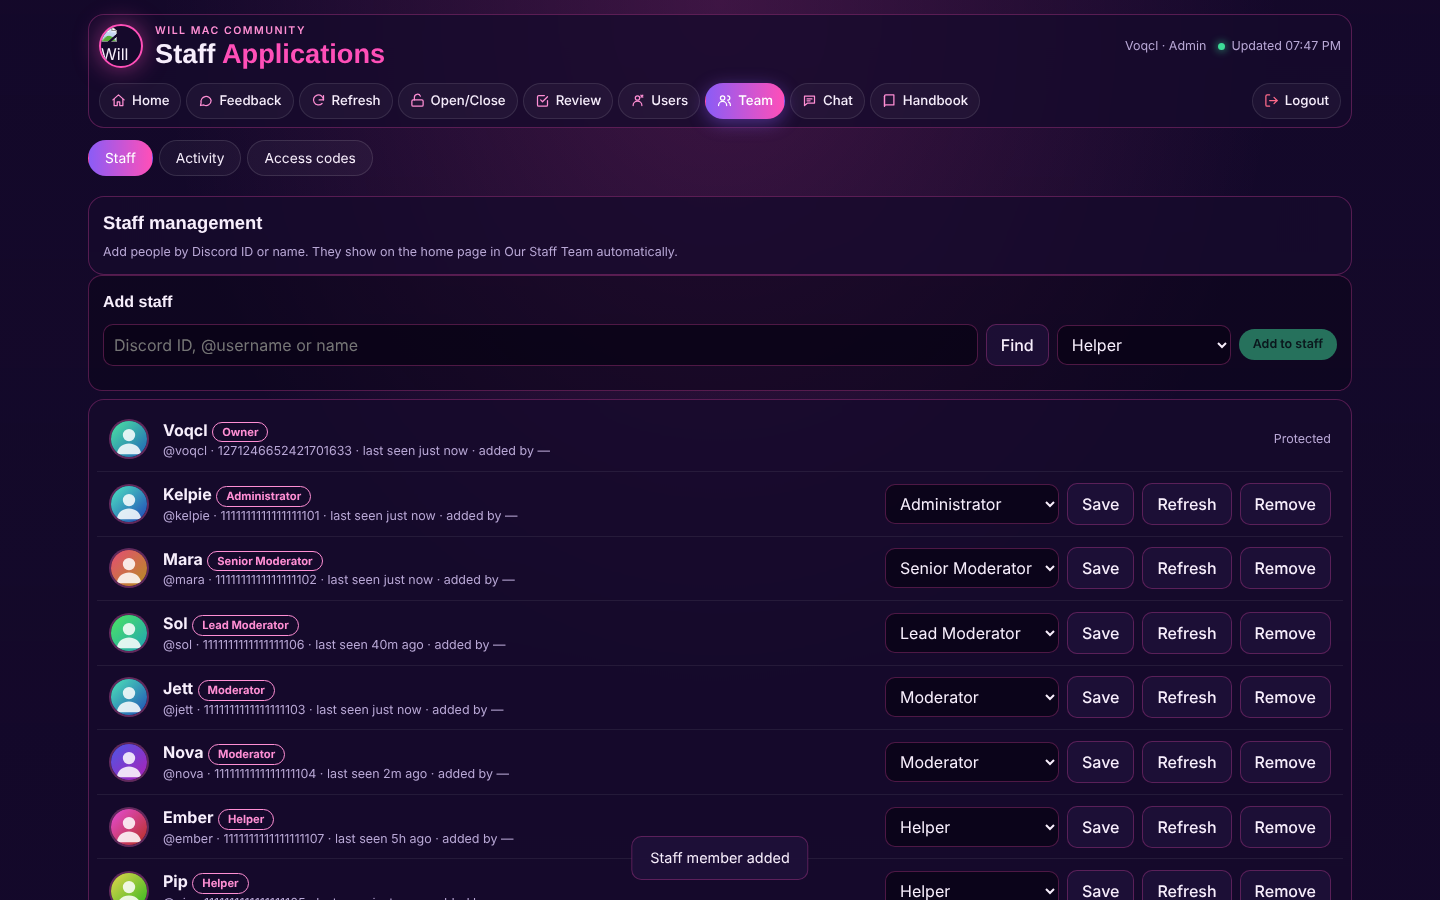 Will
WILL MAC COMMUNITY
Staff Applications
Voqcl · Admin
Updated 07:47 PM
Home
Feedback
Refresh
Open/Close
Review
Users
Team
Chat
Handbook
Logout
Staff
Activity
Access codes
Staff management
Add people by Discord ID or name. They show on the home page in Our Staff Team automatically.
Add staff
Discord ID, @username or name
Find
Helper
Add to staff
Voqcl Owner
@voqcl · 1271246652421701633 · last seen just now · added by —
Protected
Kelpie Administrator
@kelpie · 1111111111111111101 · last seen just now · added by —
Administrator
Save
Refresh
Remove
Mara Senior Moderator
@mara · 1111111111111111102 · last seen just now · added by —
Senior Moderator
Save
Refresh
Remove
Sol Lead Moderator
@sol · 1111111111111111106 · last seen 40m ago · added by —
Lead Moderator
Save
Refresh
Remove
Jett Moderator
@jett · 1111111111111111103 · last seen just now · added by —
Moderator
Save
Refresh
Remove
Nova Moderator
@nova · 1111111111111111104 · last seen 2m ago · added by —
Moderator
Save
Refresh
Remove
Ember Helper
@ember · 1111111111111111107 · last seen 5h ago · added by —
Helper
Save
Refresh
Remove
Staff member added
Pip Helper
Helper
Save
Refresh
Remove